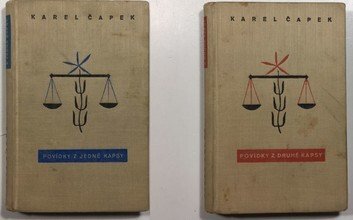 KAREL ČAPEK
POVÍDKY Z JEDNÉ KAPSY
KAREL ČAPEK
POVÍDKY Z DRUHÉ KAPSY